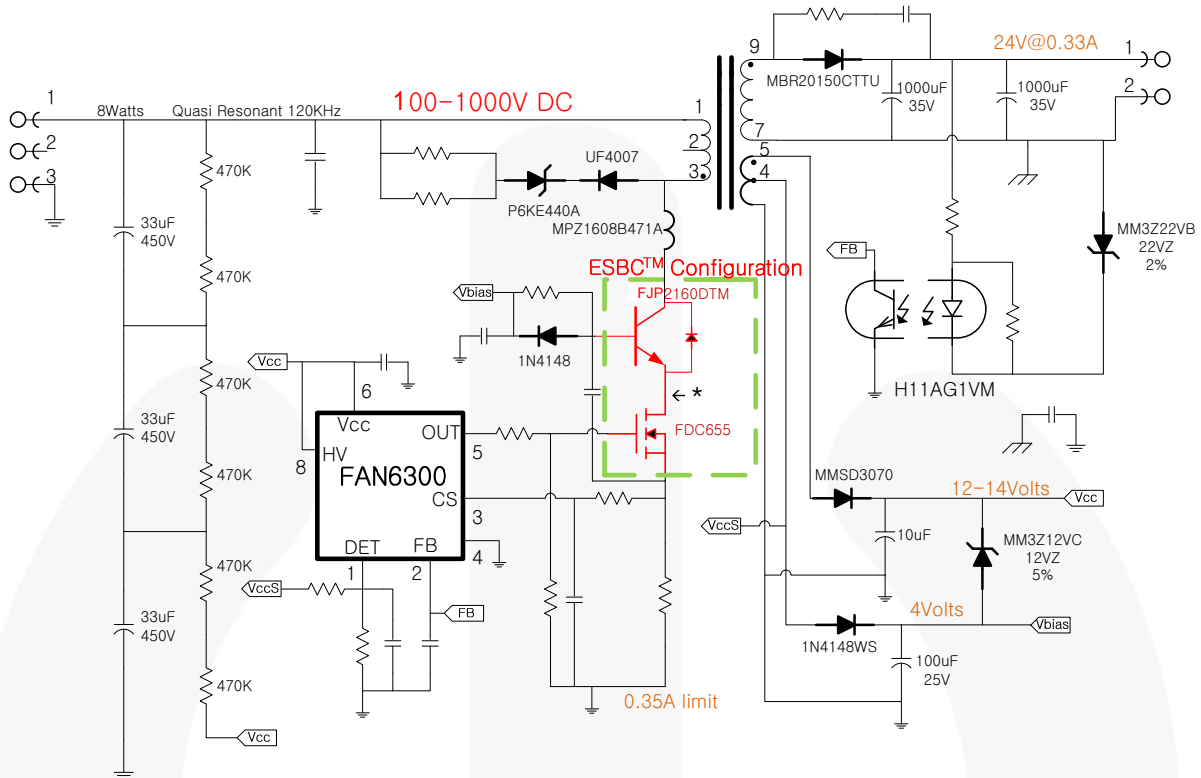 9
24V@0.33A
1
MBR20150CTTU
1000uF
35V
1000uF
35V
2
1
8Watts
Quasi Resonant 120KHz
100-1000V DC
1
2
3
2
3
7
5
4
470K
UF4007
P6KE440A
MPZ1608B471A
33uF
450V
MM3Z22VB
22VZ
2%
FB
ESBC™ Configuration
FJP2160DTM
470K
Vbias
1N4148
Vcc
6
470K
H11AG1VM
← *
Vcc
OUT
5
FDC655
33uF
450V
8
HV
FAN6300
470K
MMSD3070
12-14Volts
Vcc
CS
3
VccS
10uF
MM3Z12VC
12VZ
5%
DET
FB
4
1
2
470K
VccS
FB
4Volts
Vbias
33uF
450V
1N4148WS
100uF
25V
470K
0.35A limit
Vcc